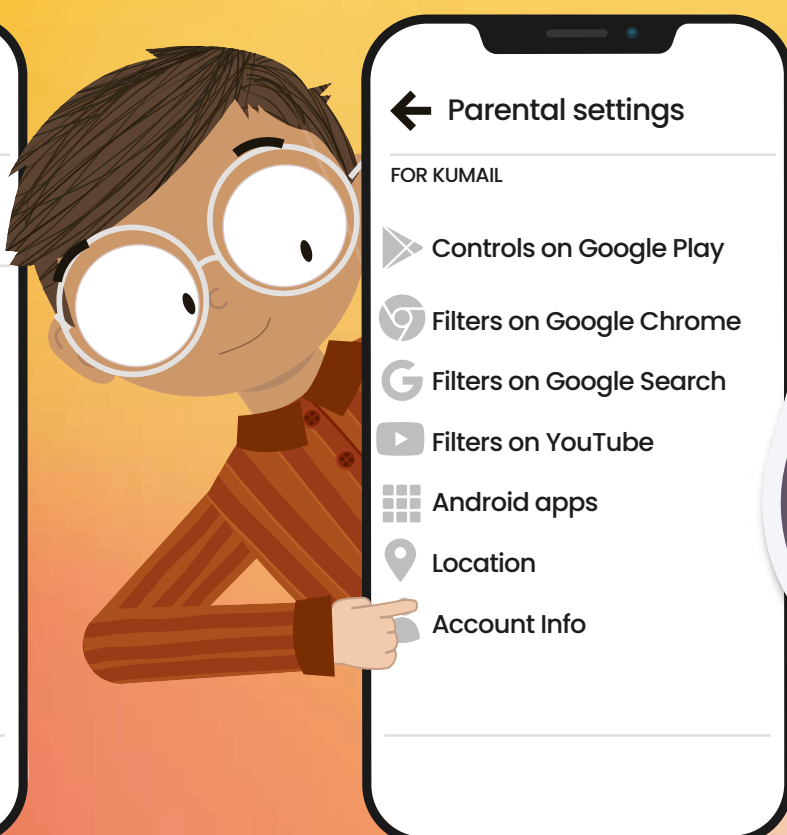 Parental settings
FOR KUMAIL
Controls on Google Play
Filters on Google Chrome
Filters on Google Search
Filters on YouTube
Android apps
Location
Account Info